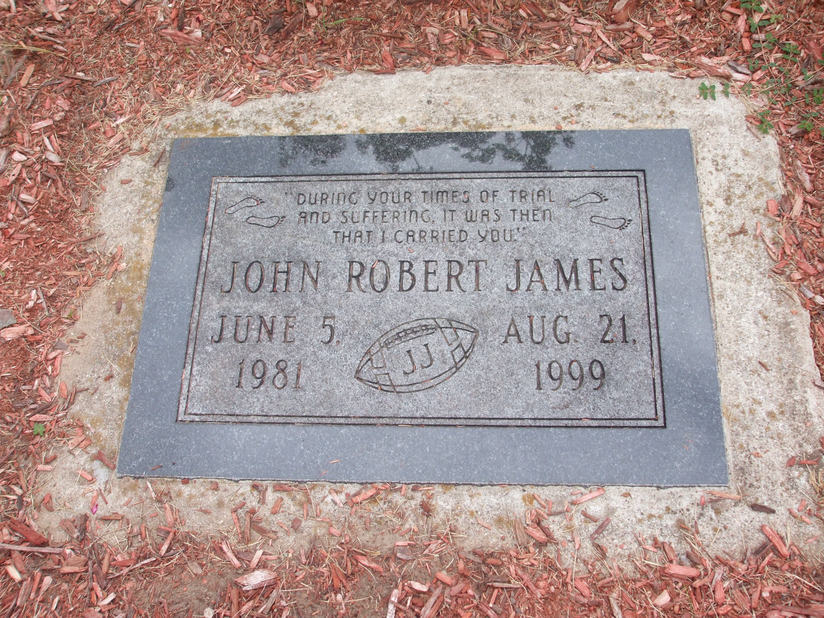 "DURING YOUR TIMES OF TRIAL
AND SUFFERING, IT WAS THEN
THAT I CARRIED YOU."
JOHN ROBERT JAMES
JUNE 5, AUG. 21,
JJ
1981 1999